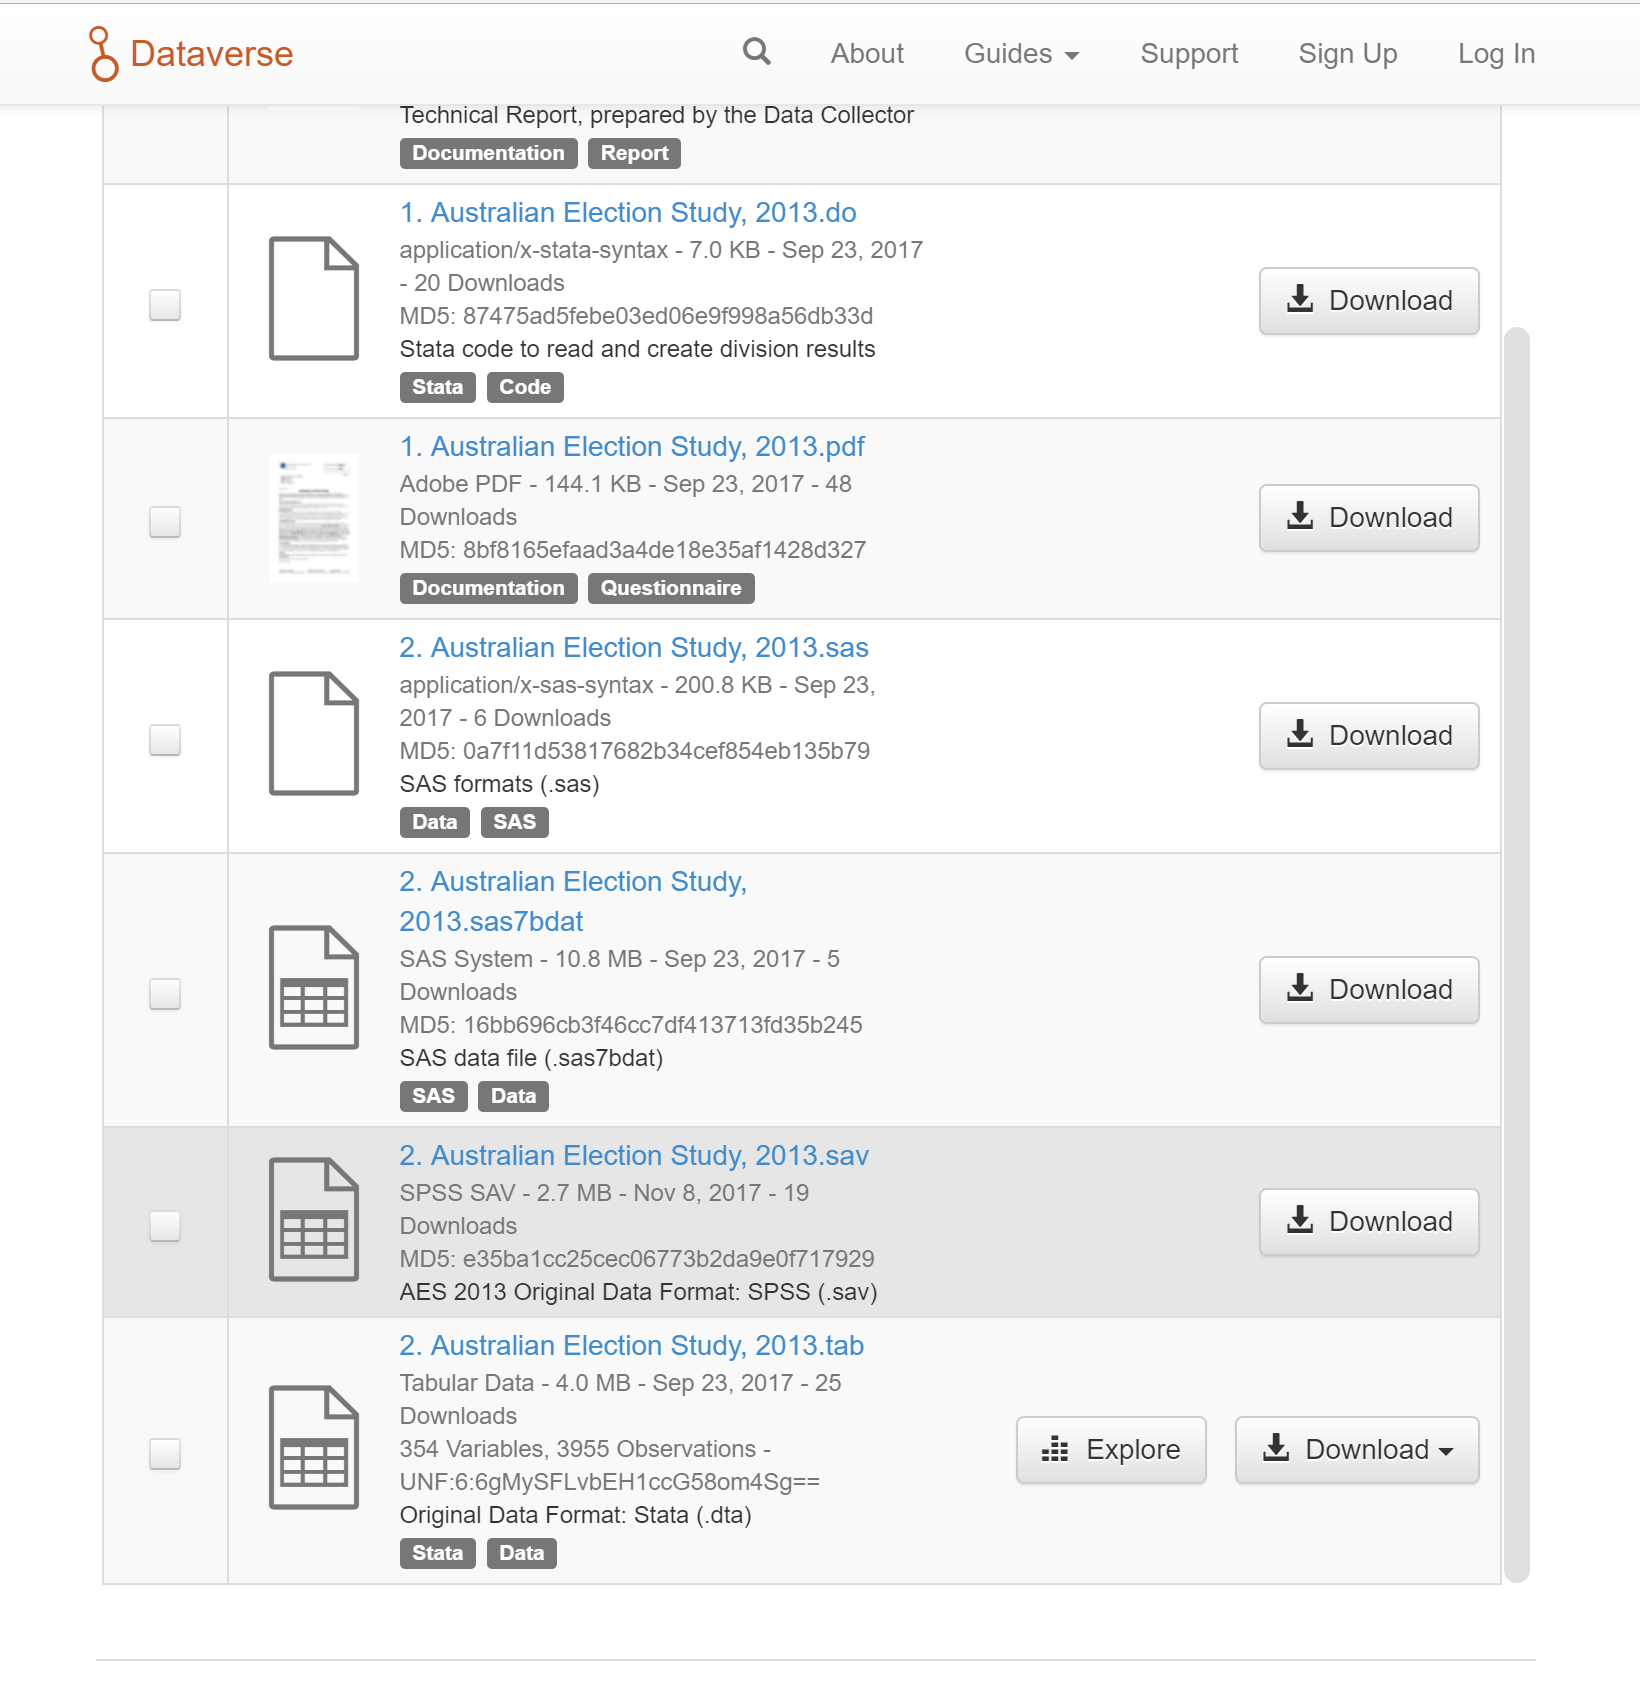 Dataverse
About
Guides
Support
Sign Up
Log In
Technical Report, prepared by the Data Collector
Documentation
Report
1. Australian Election Study, 2013.do
application/x-stata-syntax - 7.0 KB - Sep 23, 2017
- 20 Downloads
MD5: 87475ad5febe03ed06e9f998a56db33d
Stata code to read and create division results
Stata
Code
Download
1. Australian Election Study, 2013.pdf
Adobe PDF - 144.1 KB - Sep 23, 2017 - 48
Downloads
MD5: 8bf8165efaad3a4de18e35af1428d327
Documentation
Questionnaire
Download
2. Australian Election Study, 2013.sas
application/x-sas-syntax - 200.8 KB - Sep 23,
2017 - 6 Downloads
MD5: 0a7f11d53817682b34cef854eb135b79
SAS formats (.sas)
Data
SAS
Download
2. Australian Election Study,
2013.sas7bdat
SAS System - 10.8 MB - Sep 23, 2017 - 5
Downloads
MD5: 16bb696cb3f46cc7df413713fd35b245
SAS data file (.sas7bdat)
SAS
Data
Download
2. Australian Election Study, 2013.sav
SPSS SAV - 2.7 MB - Nov 8, 2017 - 19
Downloads
MD5: e35ba1cc25cec06773b2da9e0f717929
AES 2013 Original Data Format: SPSS (.sav)
Download
2. Australian Election Study, 2013.tab
Tabular Data - 4.0 MB - Sep 23, 2017 - 25
Downloads
354 Variables, 3955 Observations -
UNF:6:6gMySFLvbEH1ccG58om4Sg==
Original Data Format: Stata (.dta)
Stata
Data
Explore
Download